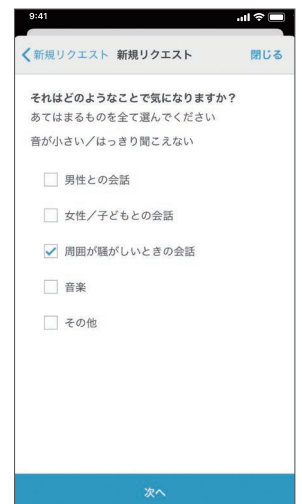 9:41
新規リクエスト 新規リクエスト 閉じる
それはどのようなことで気になりますか？
あてはまるものを全て選んでください
音が小さい／はっきり聞こえない
男性との会話
女性／子どもとの会話
周囲が騒がしいときの会話
音楽
その他
次へ